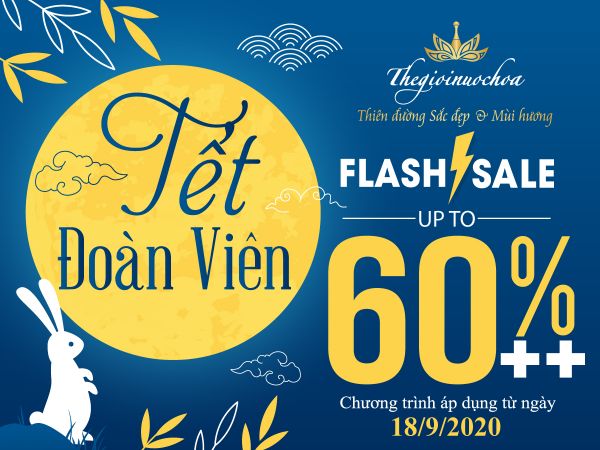 Tết
Đoàn Viên
Thegioinuochoa
Thiên đường Sắc đẹp & Mùi hương
FLASH SALE
UP TO
60%
++
Chương trình áp dụng từ ngày
18/9/2020